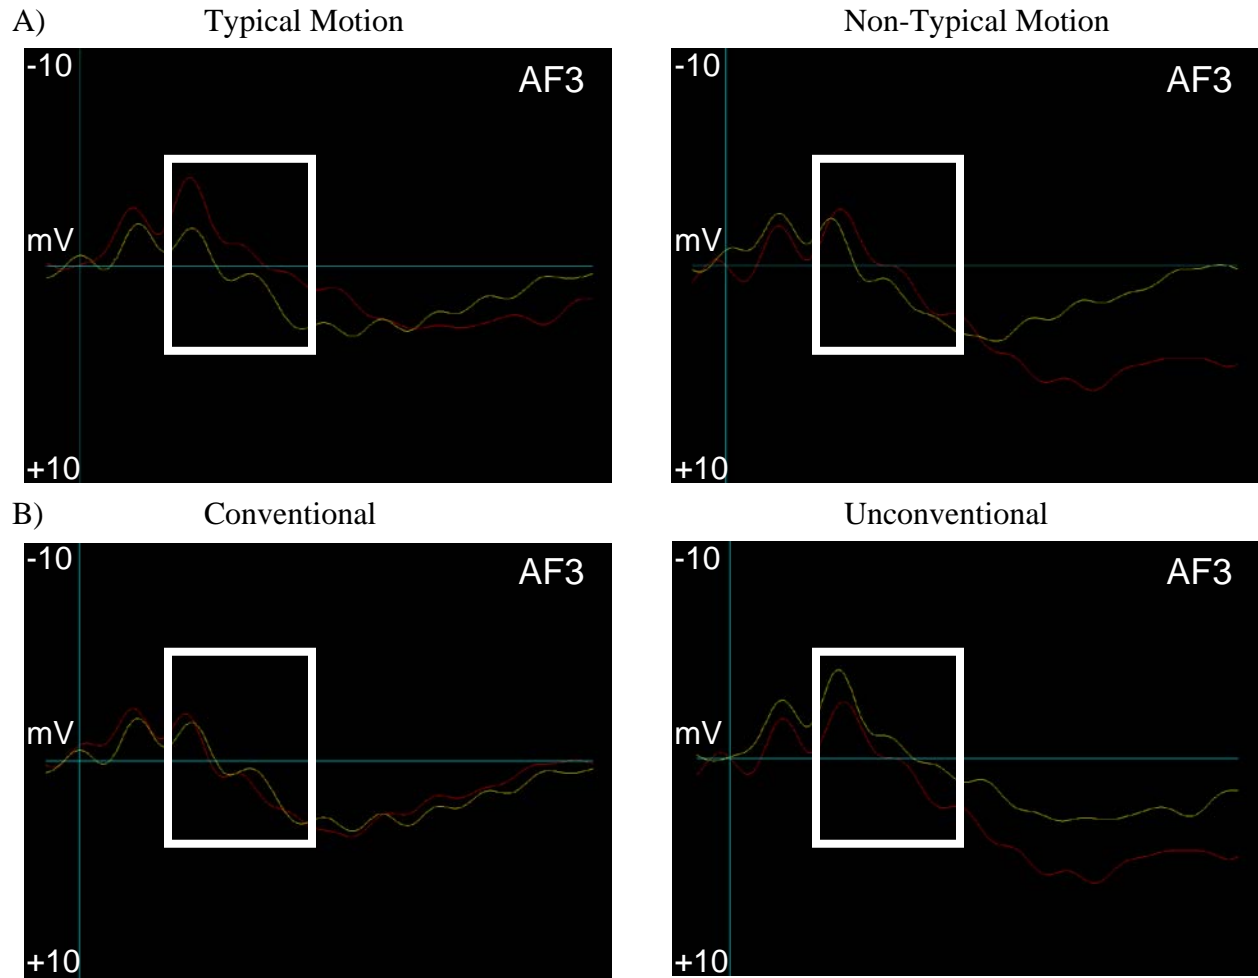 A) Typical Motion Non-Typical Motion
-10 AF3 -10 AF3
mV mV
+10 +10
B) Conventional Unconventional
-10 AF3 -10 AF3
mV mV
+10 +10